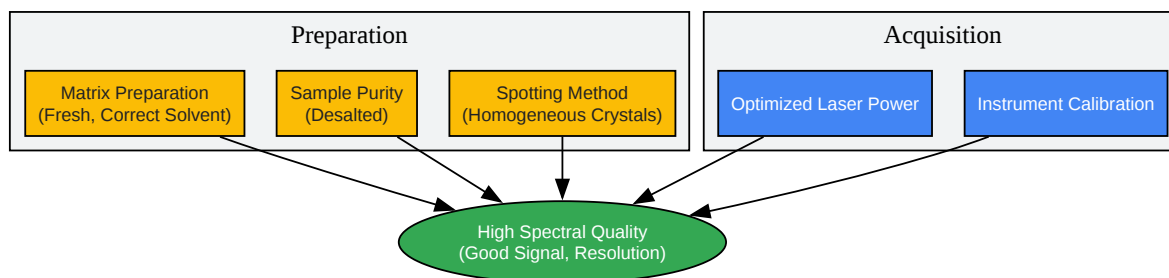 Preparation
Acquisition
Matrix Preparation
(Fresh, Correct Solvent)
Sample Purity
(Desalted)
Spotting Method
(Homogeneous Crystals)
Optimized Laser Power
Instrument Calibration
High Spectral Quality
(Good Signal, Resolution)